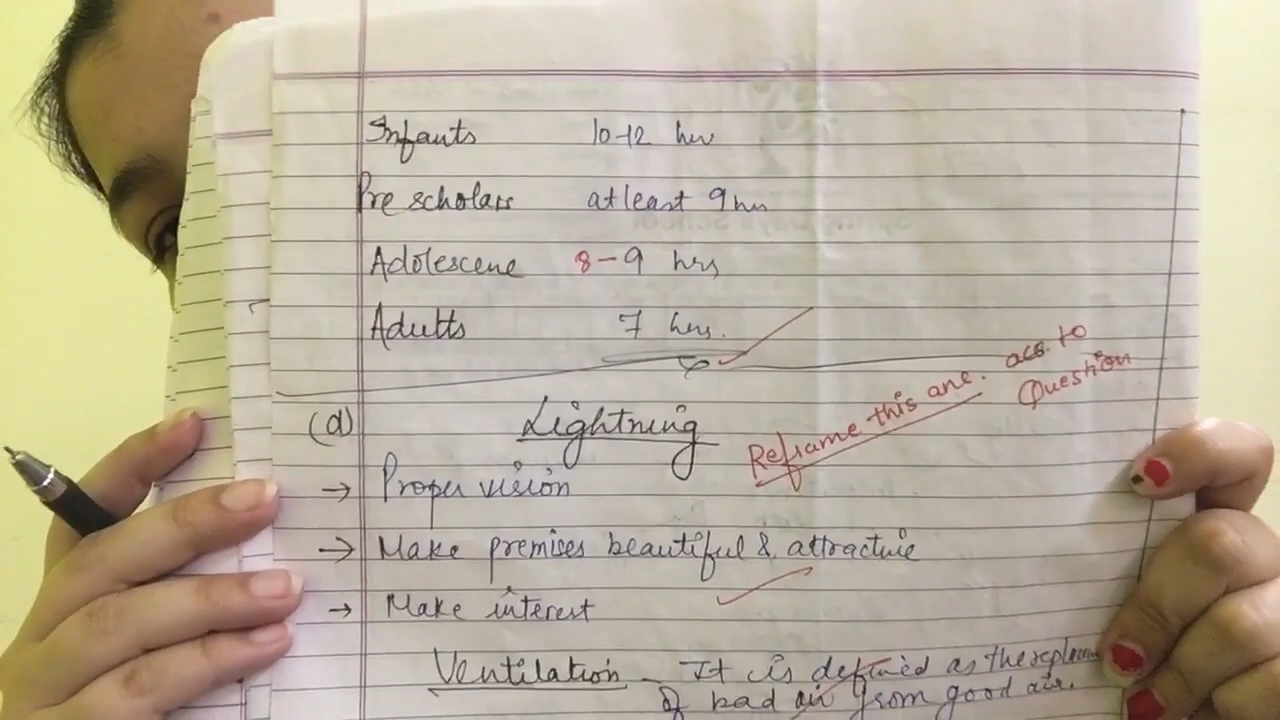 Infants 10-12 hrs
Pre scholars atleast 9 hrs
Adolescene 8-9 hrs
Adults 7 hrs.
Reframe this ans. acc. to
Question
(d) Lightning
→ Proper vision
→ Make premises beautiful & attractive
→ Make interest
Ventilation - It is defined as the
of bad air from good air.